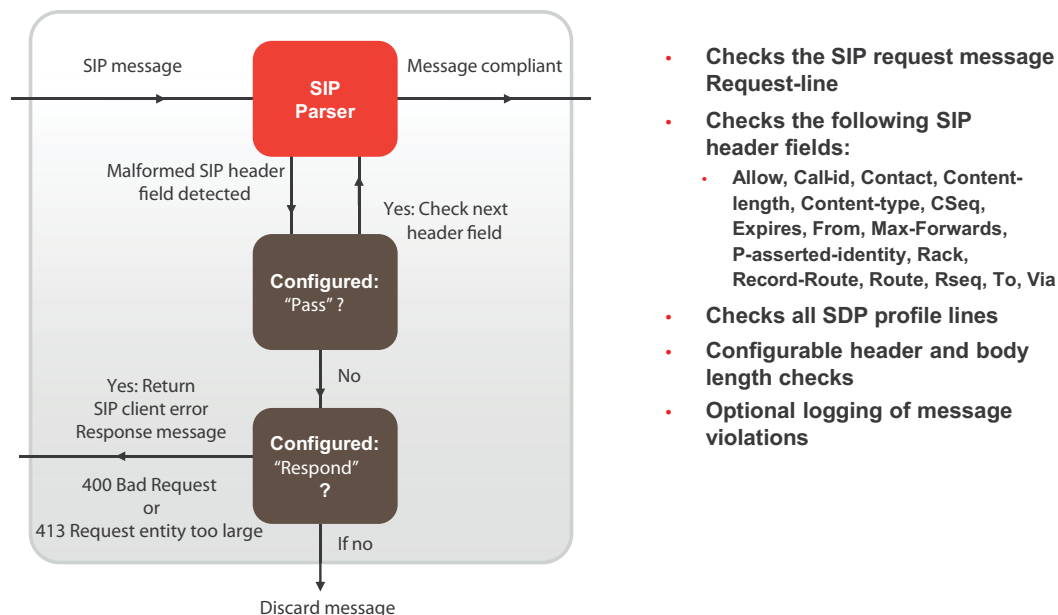 SIP message
SIP
Parser
Message compliant
Malformed SIP header
field detected
Yes: Check next
header field
Configured:
“Pass” ?
No
Yes: Return
SIP client error
Response message
Configured:
“Respond”
?
400 Bad Request
or
413 Request entity too large
If no
Discard message
• Checks the SIP request message
Request-line
• Checks the following SIP
header fields:
• Allow, Call-id, Contact, Content-
length, Content-type, CSeq,
Expires, From, Max-Forwards,
P-asserted-identity, Rack,
Record-Route, Route, Rseq, To, Via
• Checks all SDP profile lines
• Configurable header and body
length checks
• Optional logging of message
violations